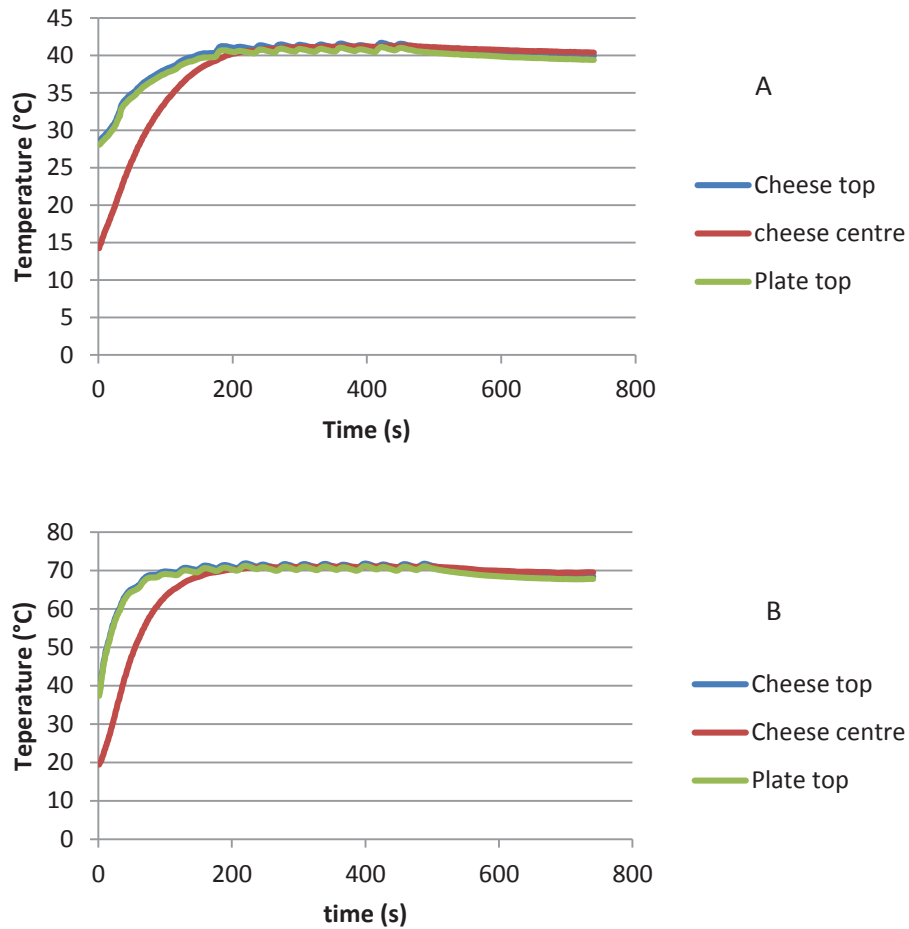 45
40
35
30
25
20
15
10
5
0
Temperature (°C)
0 200 400 600 800
Time (s)
A
Cheese top
cheese centre
Plate top
80
70
60
50
40
30
20
10
0
Teperature (°C)
0 200 400 600 800
time (s)
B
Cheese top
Cheese centre
Plate top